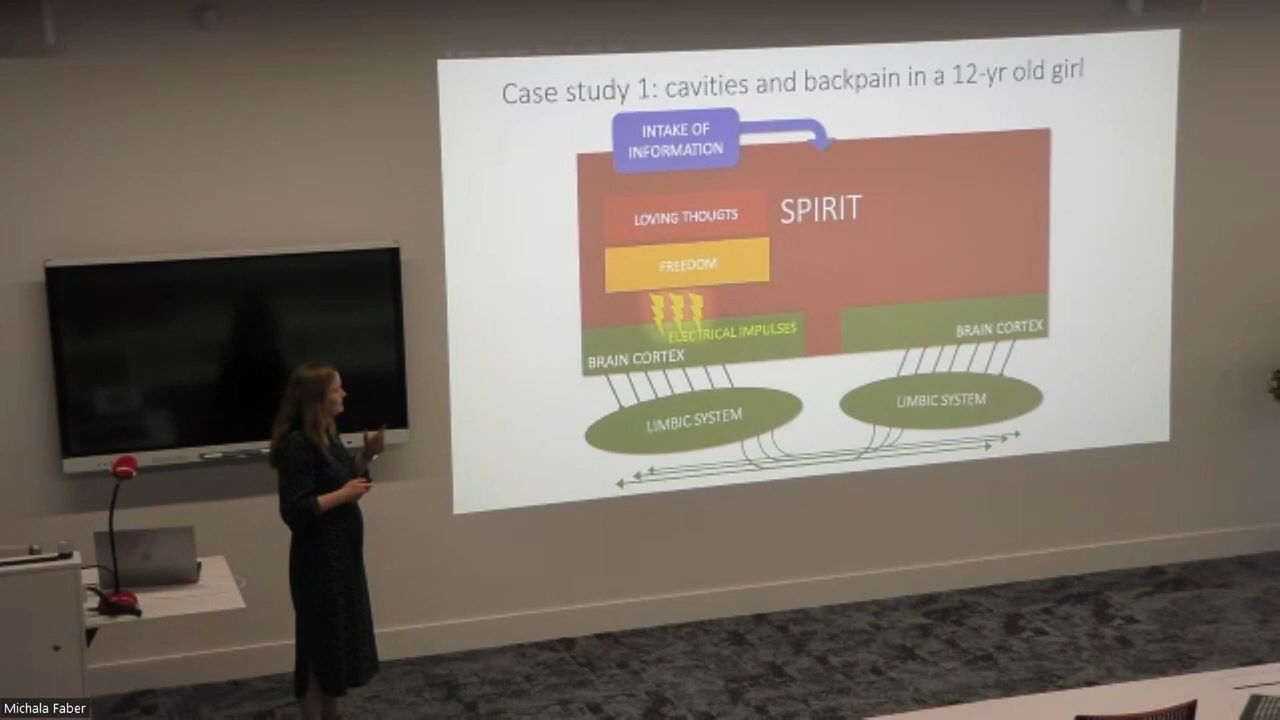 Case study 1: cavities and backpain in a 12-yr old girl
INTAKE OF
INFORMATION
LOVING THOUGTS
SPIRIT
FREEDOM
ELECTRICAL IMPULSES
BRAIN CORTEX
BRAIN CORTEX
LIMBIC SYSTEM
LIMBIC SYSTEM
Michala Faber